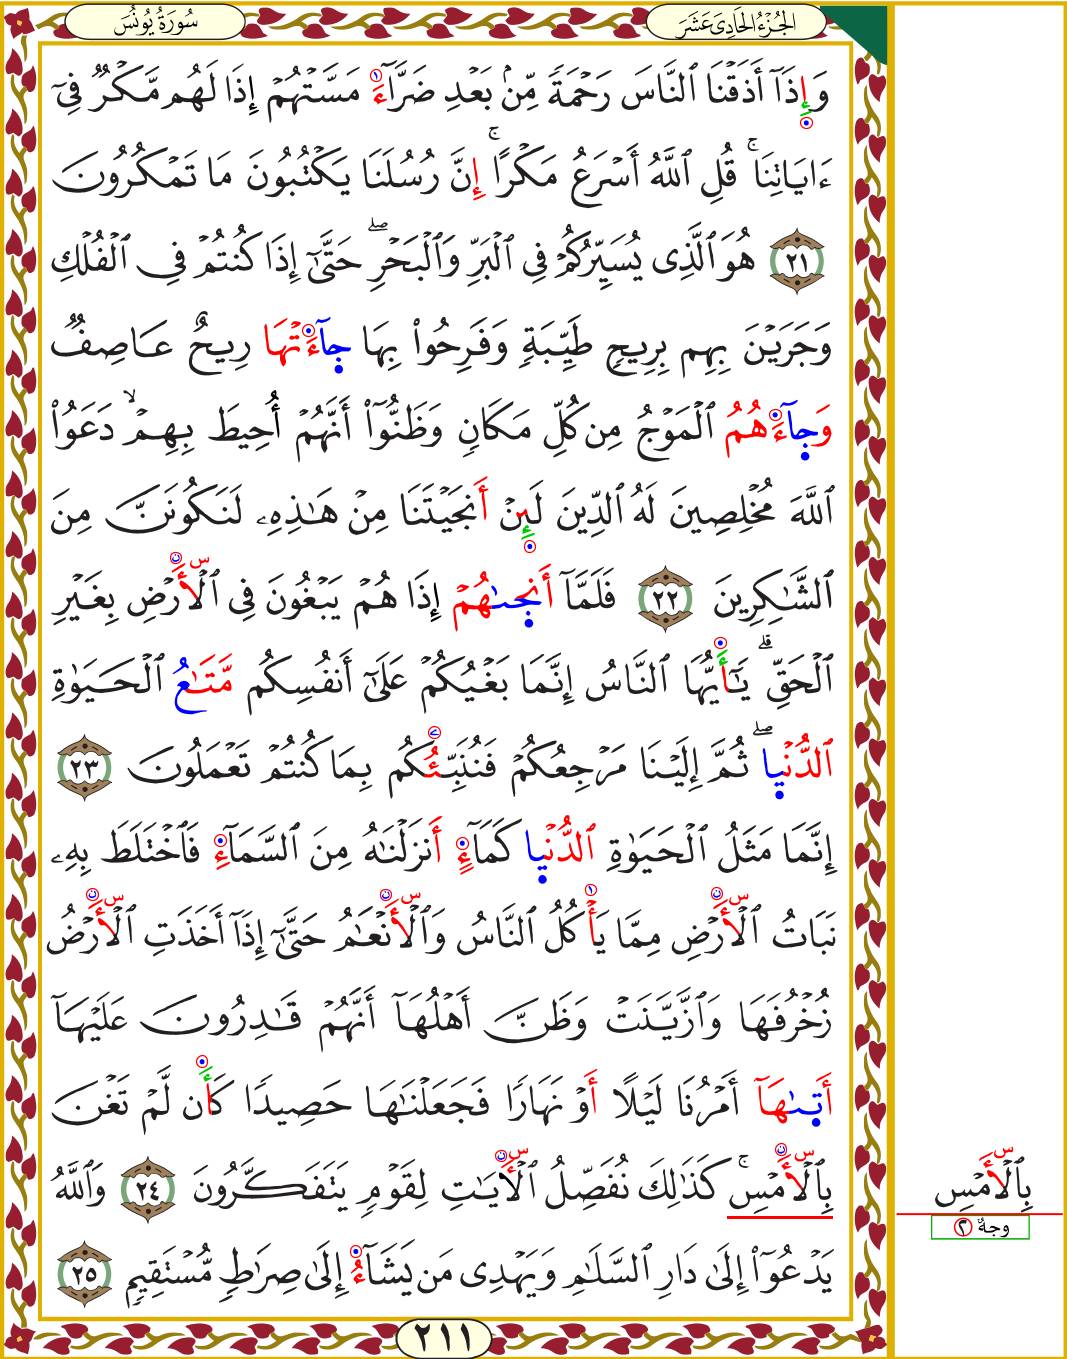 سُورَةُ يُونُس
الجُزْءُ الحَادِيَ عَشَرَ
وَإِذَآ أَذَقْنَا ٱلنَّاسَ رَحْمَةً مِّنۢ بَعْدِ ضَرَّآءَ مَسَّتْهُمْ إِذَا لَهُم مَّكْرٌ فِىٓ
ءَايَاتِنَا ۚ قُلِ ٱللَّهُ أَسْرَعُ مَكْرًا ۚ إِنَّ رُسُلَنَا يَكْتُبُونَ مَا تَمْكُرُونَ
٢١ هُوَ ٱلَّذِى يُسَيِّرُكُمْ فِى ٱلْبَرِّ وَٱلْبَحْرِ ۖ حَتَّىٰٓ إِذَا كُنتُمْ فِى ٱلْفُلْكِ
وَجَرَيْنَ بِهِم بِرِيحٍ طَيِّبَةٍ وَفَرِحُوا۟ بِهَا جَآءَتْهَا رِيحٌ عَاصِفٌ
وَجَآءَهُمُ ٱلْمَوْجُ مِن كُلِّ مَكَانٍ وَظَنُّوٓا۟ أَنَّهُمْ أُحِيطَ بِهِمْ ۙ دَعَوُا۟
ٱللَّهَ مُخْلِصِينَ لَهُ ٱلدِّينَ لَئِنْ أَنجَيْتَنَا مِنْ هَـٰذِهِۦ لَنَكُونَنَّ مِنَ
ٱلشَّـٰكِرِينَ ٢٢ فَلَمَّآ أَنجَىٰهُمْ إِذَا هُمْ يَبْغُونَ فِى ٱلْأَرْضِ بِغَيْرِ
ٱلْحَقِّ ۗ يَـٰٓأَيُّهَا ٱلنَّاسُ إِنَّمَا بَغْيُكُمْ عَلَىٰٓ أَنفُسِكُم مَّتَـٰعُ ٱلْحَيَوٰةِ
ٱلدُّنْيَا ۖ ثُمَّ إِلَيْنَا مَرْجِعُكُمْ فَنُنَبِّئُكُم بِمَا كُنتُمْ تَعْمَلُونَ ٢٣
إِنَّمَا مَثَلُ ٱلْحَيَوٰةِ ٱلدُّنْيَا كَمَآءٍ أَنزَلْنَـٰهُ مِنَ ٱلسَّمَآءِ فَٱخْتَلَطَ بِهِۦ
نَبَاتُ ٱلْأَرْضِ مِمَّا يَأْكُلُ ٱلنَّاسُ وَٱلْأَنْعَـٰمُ حَتَّىٰٓ إِذَآ أَخَذَتِ ٱلْأَرْضُ
زُخْرُفَهَا وَٱزَّيَّنَتْ وَظَنَّ أَهْلُهَآ أَنَّهُمْ قَـٰدِرُونَ عَلَيْهَآ
أَتَىٰهَآ أَمْرُنَا لَيْلًا أَوْ نَهَارًا فَجَعَلْنَـٰهَا حَصِيدًا كَأَن لَّمْ تَغْنَ
بِٱلْأَمْسِ ۚ كَذَٰلِكَ نُفَصِّلُ ٱلْـَٔايَـٰتِ لِقَوْمٍ يَتَفَكَّرُونَ ٢٤ وَٱللَّهُ
يَدْعُوٓا۟ إِلَىٰ دَارِ ٱلسَّلَـٰمِ وَيَهْدِى مَن يَشَآءُ إِلَىٰ صِرَٰطٍ مُّسْتَقِيمٍ ٢٥
بِٱلْأَمْسِ
وجهٌ ٢
٢١١